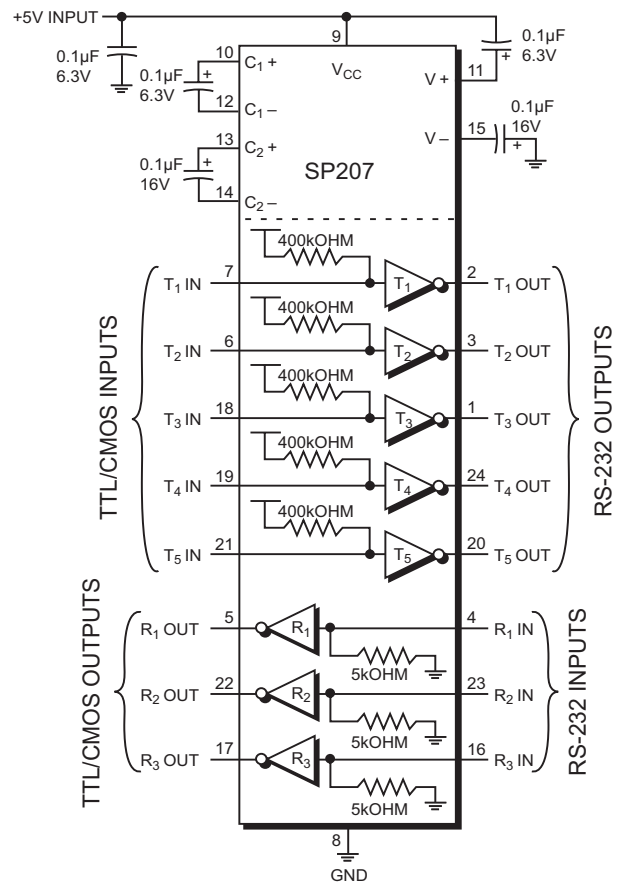 +5V INPUT
0.1µF
6.3V
9
VCC
0.1µF
6.3V
10
C1 +
0.1µF
6.3V
12
C1 –
V +
11
13
C2 +
0.1µF
16V
14
C2 –
V –
15
0.1µF
16V
SP207
TTL/CMOS INPUTS
400kOHM
T1 IN
7
T1
2
T1 OUT
400kOHM
T2 IN
6
T2
3
T2 OUT
400kOHM
T3 IN
18
T3
1
T3 OUT
400kOHM
T4 IN
19
T4
24
T4 OUT
400kOHM
T5 IN
21
T5
20
T5 OUT
RS-232 OUTPUTS
TTL/CMOS OUTPUTS
R1 OUT
5
R1
4
R1 IN
5kOHM
R2 OUT
22
R2
23
R2 IN
5kOHM
R3 OUT
17
R3
16
R3 IN
5kOHM
RS-232 INPUTS
8
GND